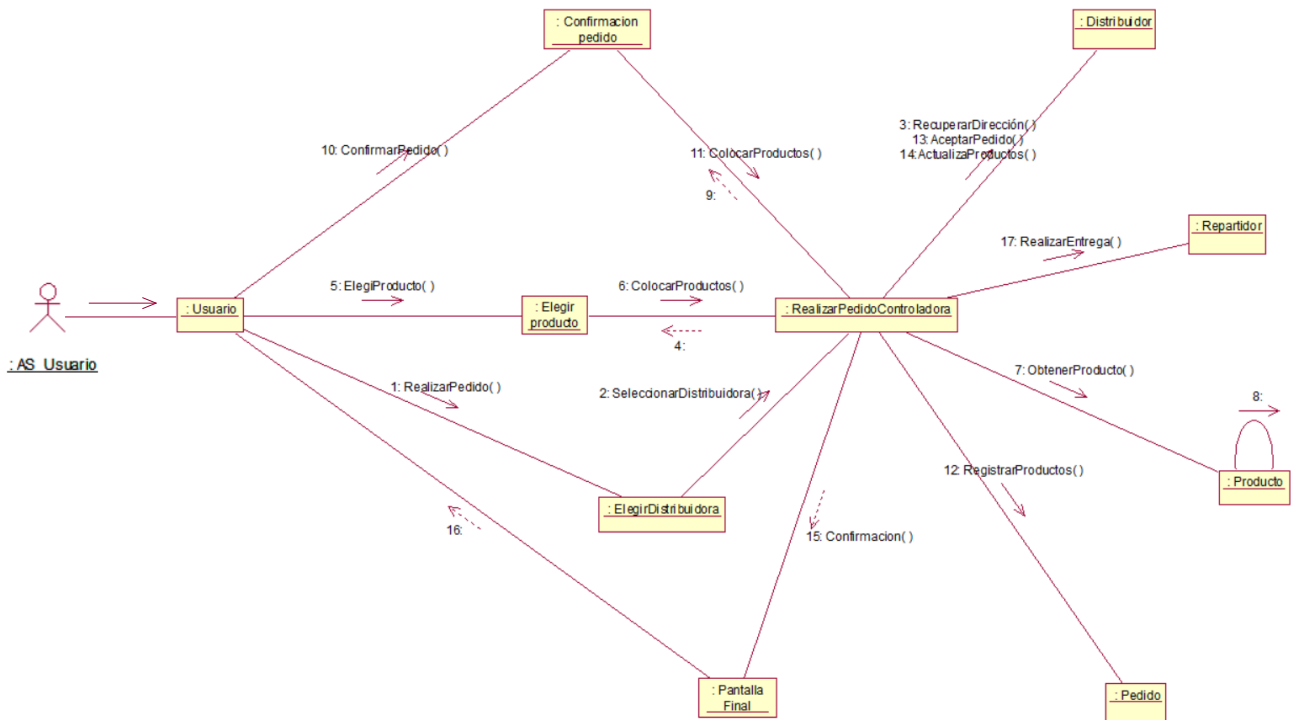 : Confirmacion
pedido
: Distribuidor
3: RecuperarDirección( )
13: AceptarPedido( )
14:ActualizaProductos( )
10: ConfirmarPedido( )
11: ColocarProductos( )
9:
: Repartidor
17: RealizarEntrega( )
5: ElegiProducto( )
6: ColocarProductos( )
: Usuario
: Elegir
producto
: RealizarPedidoControladora
4:
: AS_Usuario
1: RealizarPedido( )
2: SeleccionarDistribuidora( )
7: ObtenerProducto( )
8:
12: RegistrarProductos( )
: Producto
: ElegirDistribuidora
16:
15: Confirmacion( )
: Pantalla
Final
: Pedido